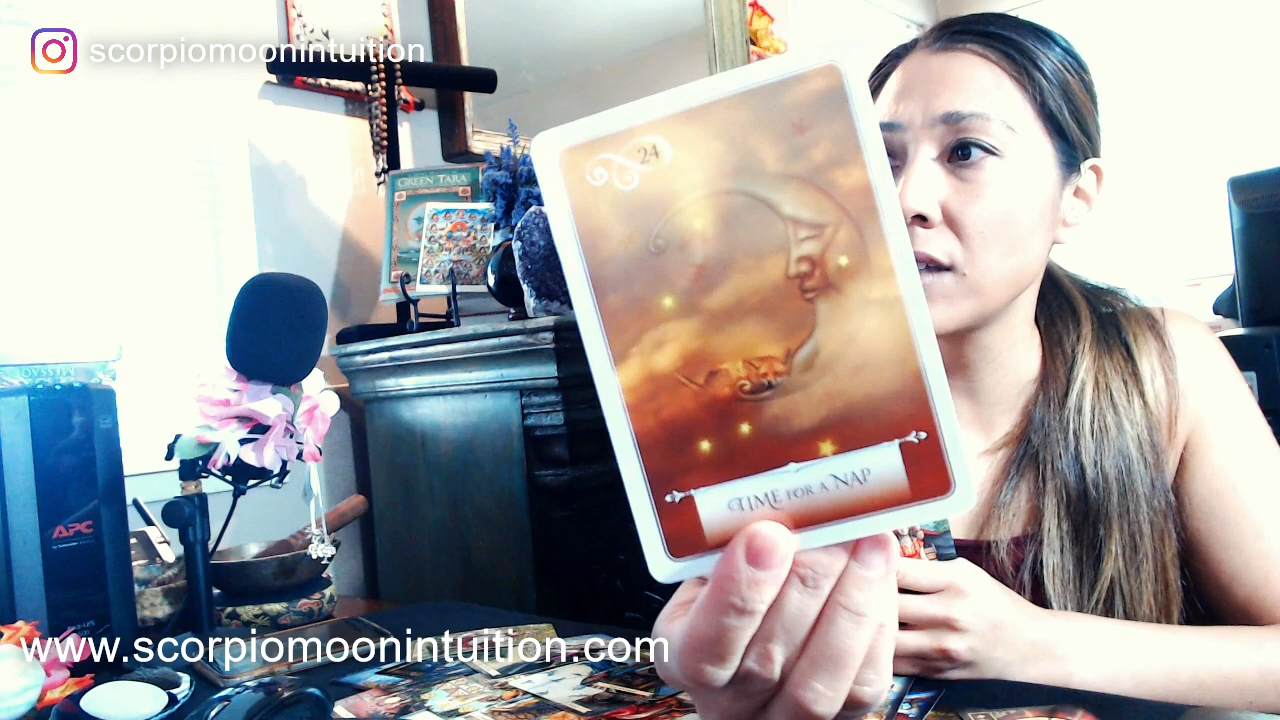 scorpiomoonintuition
24
GREEN TARA
APC
TIME FOR A NAP
www.scorpiomoonintuition.com